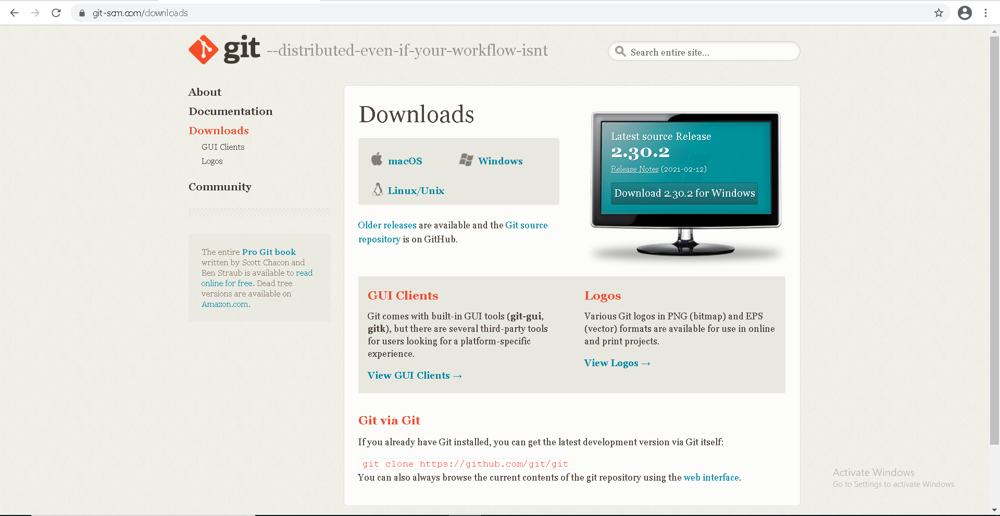 git-scm.com/downloads
git --distributed-even-if-your-workflow-isnt
Search entire site...
About
Documentation
Downloads
GUI Clients
Logos
Community
The entire Pro Git book
written by Scott Chacon and
Ben Straub is available to read
online for free. Dead tree
versions are available on
Amazon.com.
Downloads
macOS
Windows
Linux/Unix
Older releases are available and the Git source
repository is on GitHub.
Latest source Release
2.30.2
Release Notes (2021-02-12)
Download 2.30.2 for Windows
GUI Clients
Git comes with built-in GUI tools (git-gui,
gitk), but there are several third-party tools
for users looking for a platform-specific
experience.
View GUI Clients →
Logos
Various Git logos in PNG (bitmap) and EPS
(vector) formats are available for use in online
and print projects.
View Logos →
Git via Git
If you already have Git installed, you can get the latest development version via Git itself:
git clone https://github.com/git/git
You can also always browse the current contents of the git repository using the web interface.
Activate Windows
Go to Settings to activate Windows.